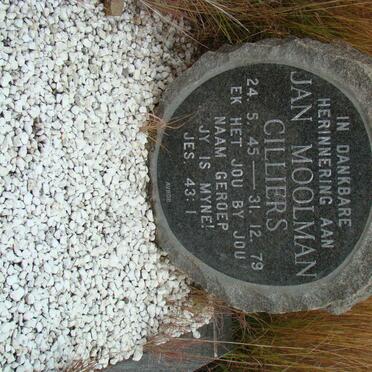 IN DANKBARE
HERINNERING AAN
JAN MOOLMAN
CILLIERS
24. 5. 45 — 31. 12. 79
EK HET JOU BY JOU
NAAM GEROEP
JY IS MYNE!
JES. 43: 1